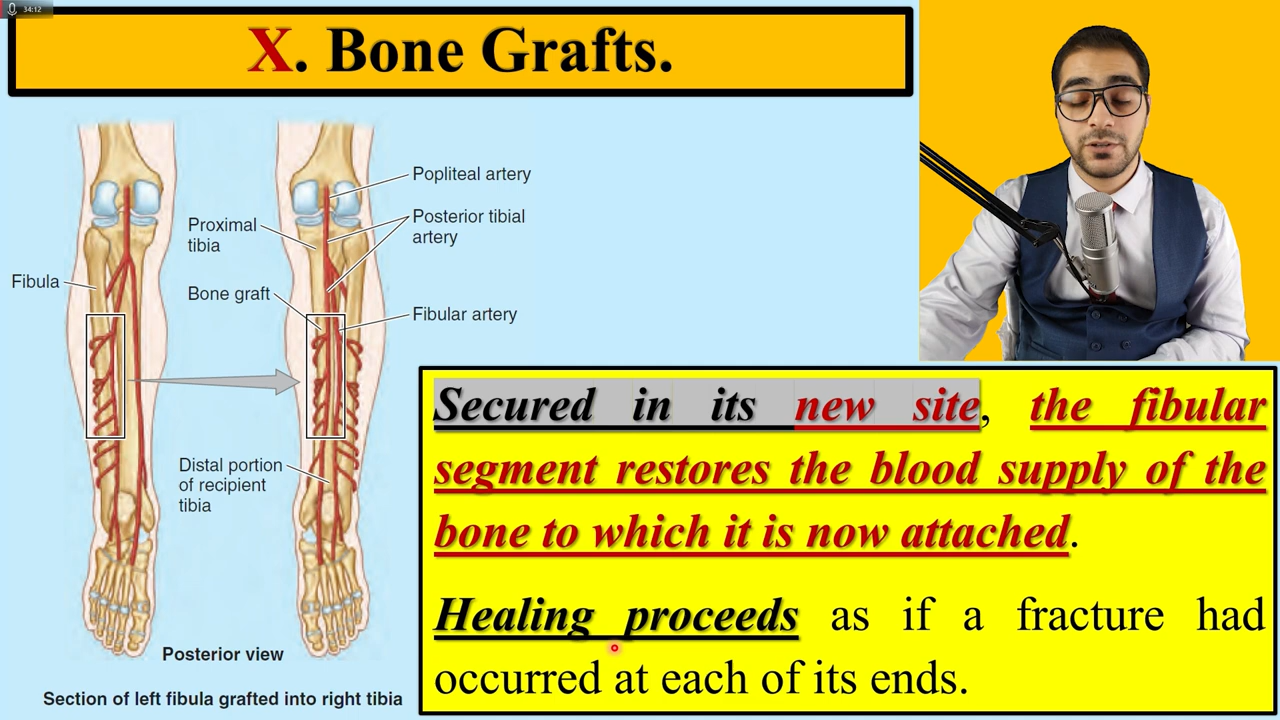 34:12
X. Bone Grafts.
Popliteal artery
Posterior tibial
artery
Proximal
tibia
Fibula
Bone graft
Fibular artery
Distal portion
of recipient
tibia
Posterior view
Section of left fibula grafted into right tibia
Secured in its new site, the fibular
segment restores the blood supply of the
bone to which it is now attached.
Healing proceeds as if a fracture had
occurred at each of its ends.